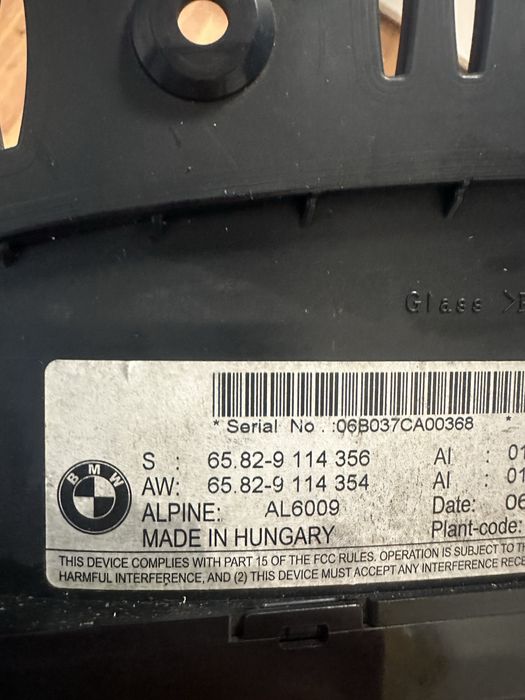 Glass >P
* Serial No . :06B037CA00368 *
S : 65.82-9 114 356 AI : 01
AW: 65.82-9 114 354 AI : 01
BMW
ALPINE: AL6009 Date: 06
MADE IN HUNGARY Plant-code:
THIS DEVICE COMPLIES WITH PART 15 OF THE FCC RULES. OPERATION IS SUBJECT TO T
HARMFUL INTERFERENCE, AND (2) THIS DEVICE MUST ACCEPT ANY INTERFERENCE RECE